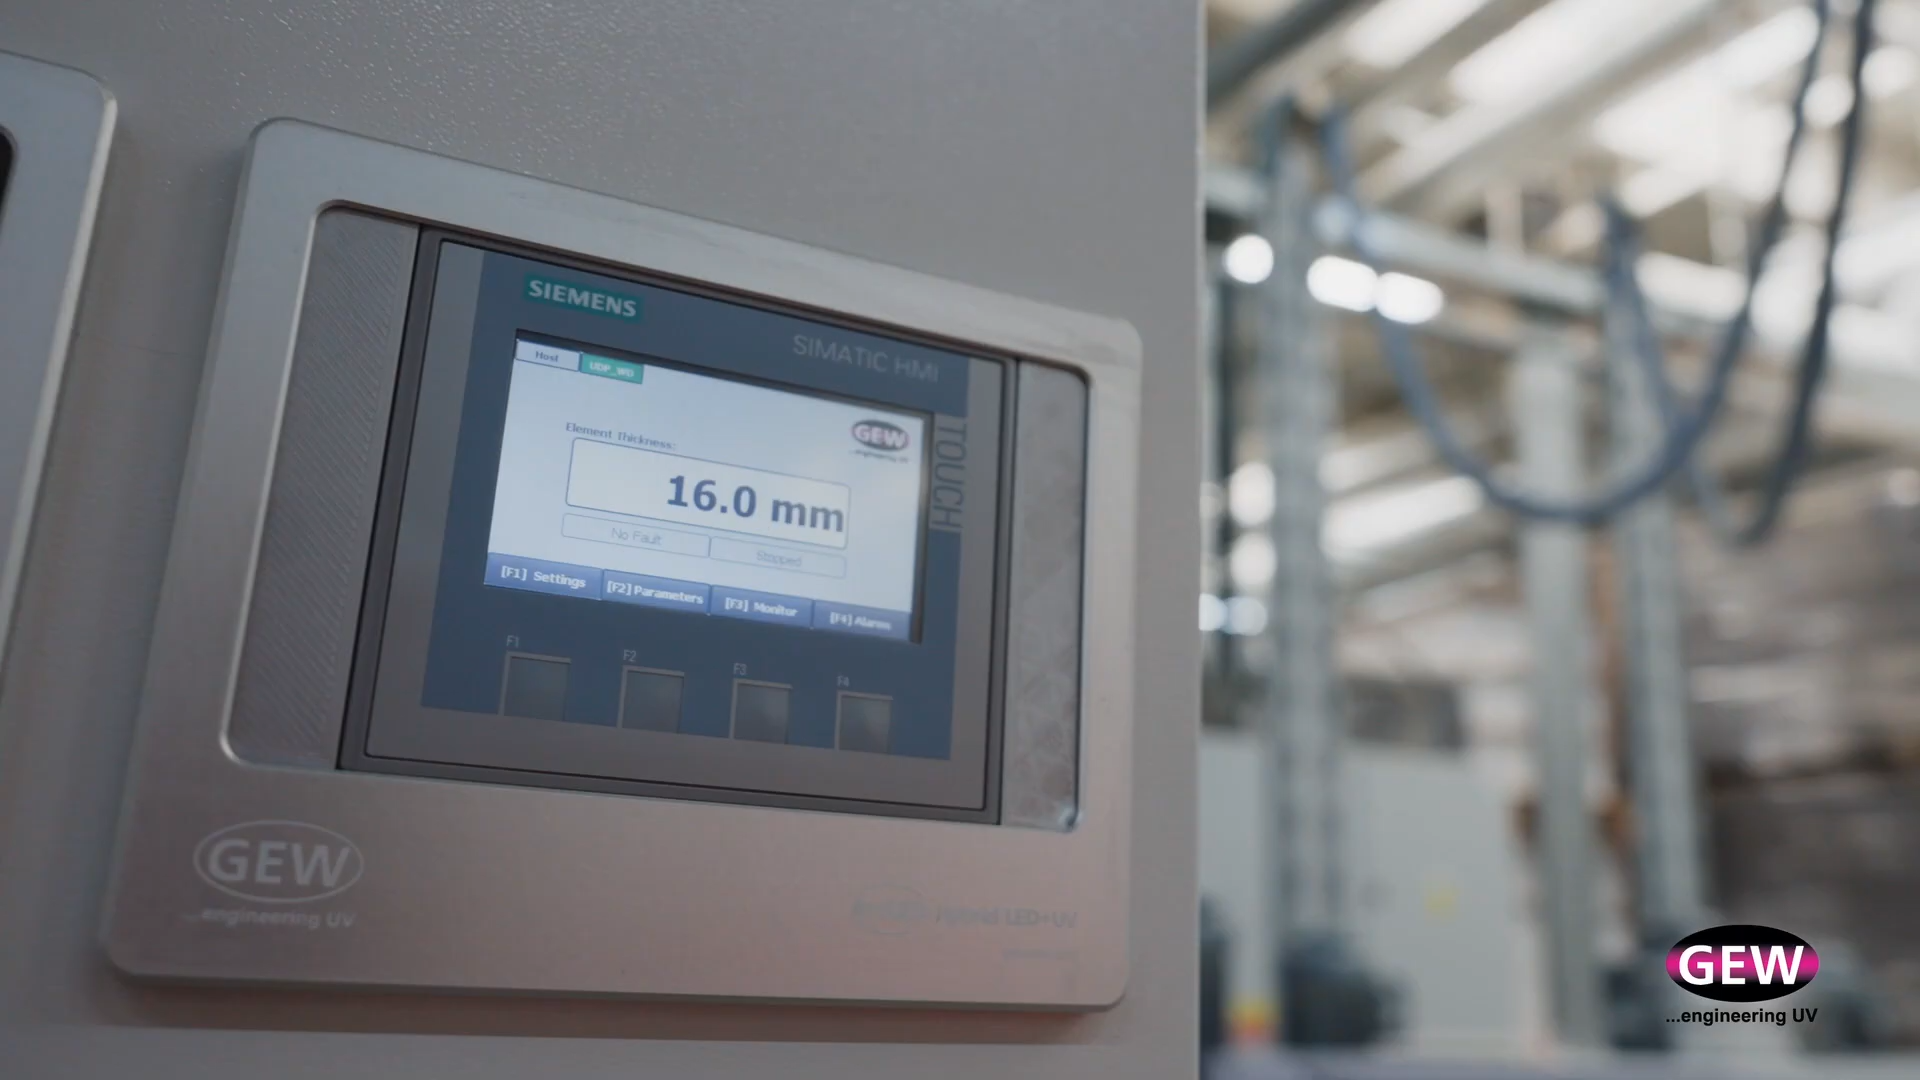 SIEMENS
SIMATIC HMI
TOUCH
Host
UDP_WD
GEW
...engineering UV
Element Thickness:
16.0 mm
No Fault
Stopped
[F1] Settings
[F2] Parameters
[F3] Monitor
[F4] Alarms
F1
F2
F3
F4
GEW
...engineering UV
Hybrid LED+UV
GEW
...engineering UV